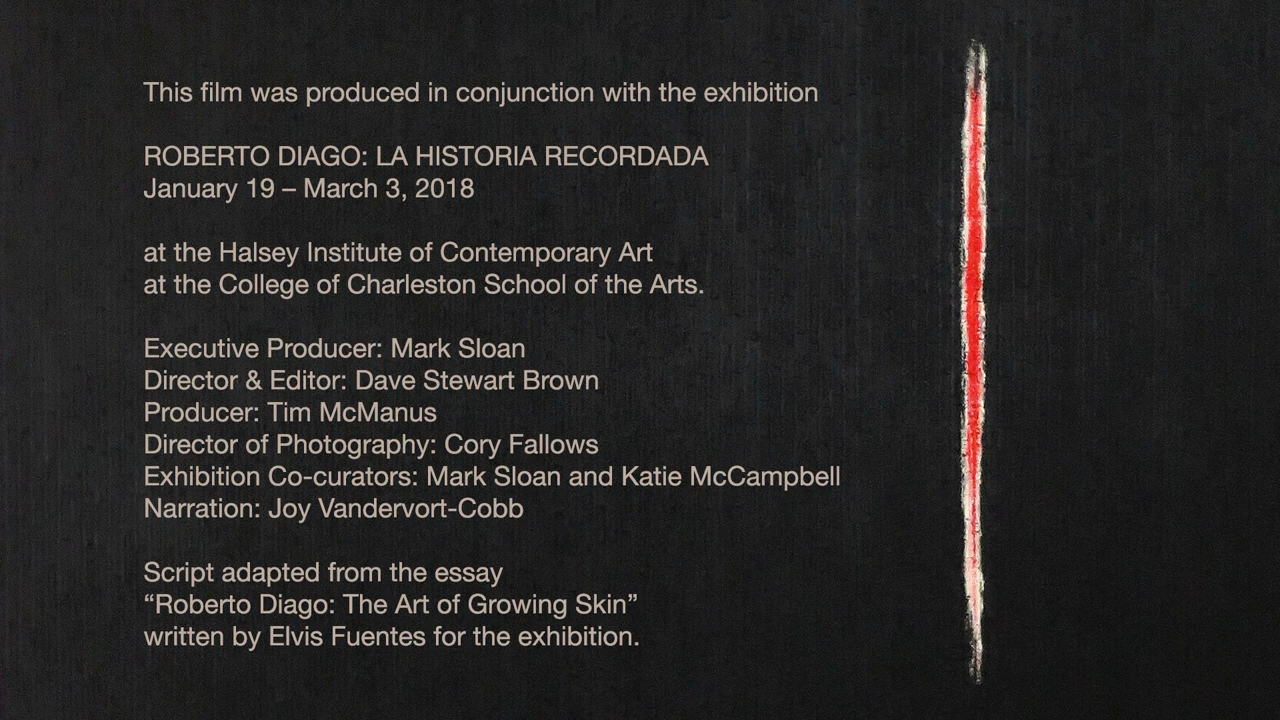 This film was produced in conjunction with the exhibition
ROBERTO DIAGO: LA HISTORIA RECORDADA
January 19 – March 3, 2018
at the Halsey Institute of Contemporary Art
at the College of Charleston School of the Arts.
Executive Producer: Mark Sloan
Director & Editor: Dave Stewart Brown
Producer: Tim McManus
Director of Photography: Cory Fallows
Exhibition Co-curators: Mark Sloan and Katie McCampbell
Narration: Joy Vandervort-Cobb
Script adapted from the essay
“Roberto Diago: The Art of Growing Skin”
written by Elvis Fuentes for the exhibition.